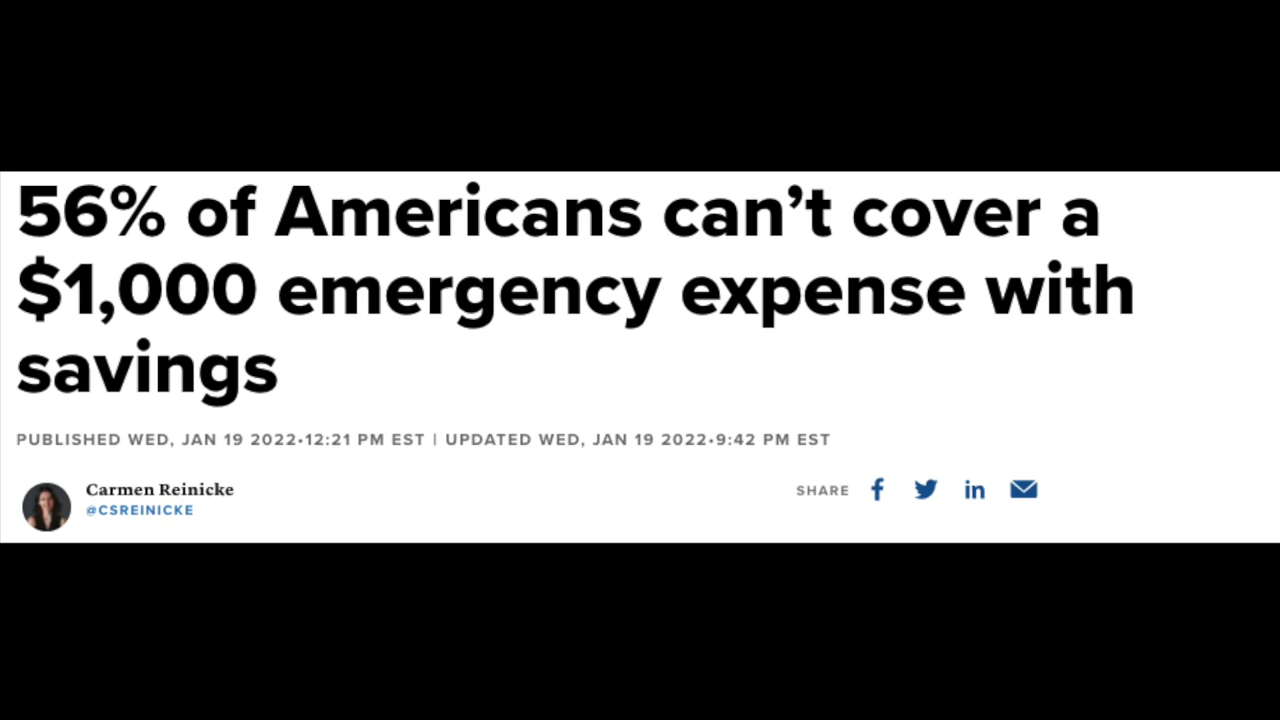 56% of Americans can’t cover a
$1,000 emergency expense with
savings
PUBLISHED WED, JAN 19 2022•12:21 PM EST | UPDATED WED, JAN 19 2022•9:42 PM EST
Carmen Reinicke
@CSREINICKE
SHARE